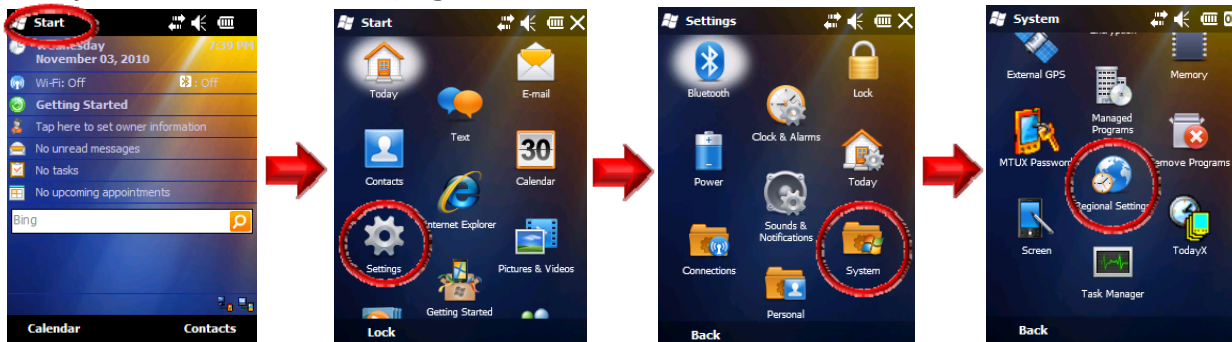 Start
Wednesday 7:39 PM
November 03, 2010
Wi-Fi: Off : Off
Getting Started
Tap here to set owner information
No unread messages
No tasks
No upcoming appointments
Bing
Calendar Contacts
Start
Today
E-mail
Text
Contacts
30
Calendar
Internet Explorer
Settings
Pictures & Videos
Getting Started
Lock
Settings
Bluetooth
Lock
Clock & Alarms
Power
Today
Sounds &
Notifications
Connections
System
Personal
Back
System
External GPS
Memory
Managed
Programs
MTUX Password
Remove Programs
Regional Settings
Screen
TodayX
Task Manager
Back